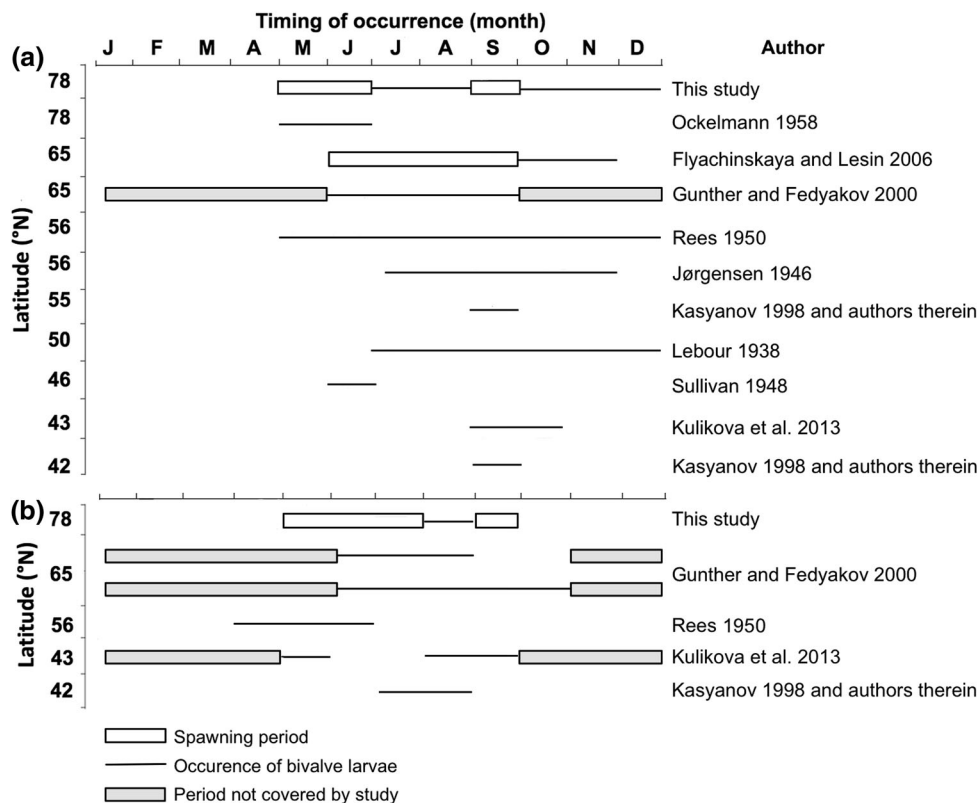 Timing of occurrence (month)
J F M A M J J A S O N D Author
(a)
Latitude (°N)
78 This study
78 Ockelmann 1958
65 Flyachinskaya and Lesin 2006
65 Gunther and Fedyakov 2000
56 Rees 1950
56 Jørgensen 1946
55 Kasyanov 1998 and authors therein
50 Lebour 1938
46 Sullivan 1948
43 Kulikova et al. 2013
42 Kasyanov 1998 and authors therein
(b)
Latitude (°N)
78 This study
65 Gunther and Fedyakov 2000
56 Rees 1950
43 Kulikova et al. 2013
42 Kasyanov 1998 and authors therein
Spawning period
Occurence of bivalve larvae
Period not covered by study